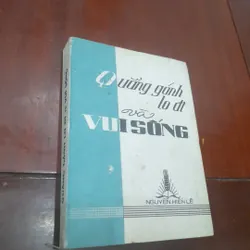 Quẳng gánh
lo đi
và
VUI SỐNG
NGUYỄN HIẾN LÊ